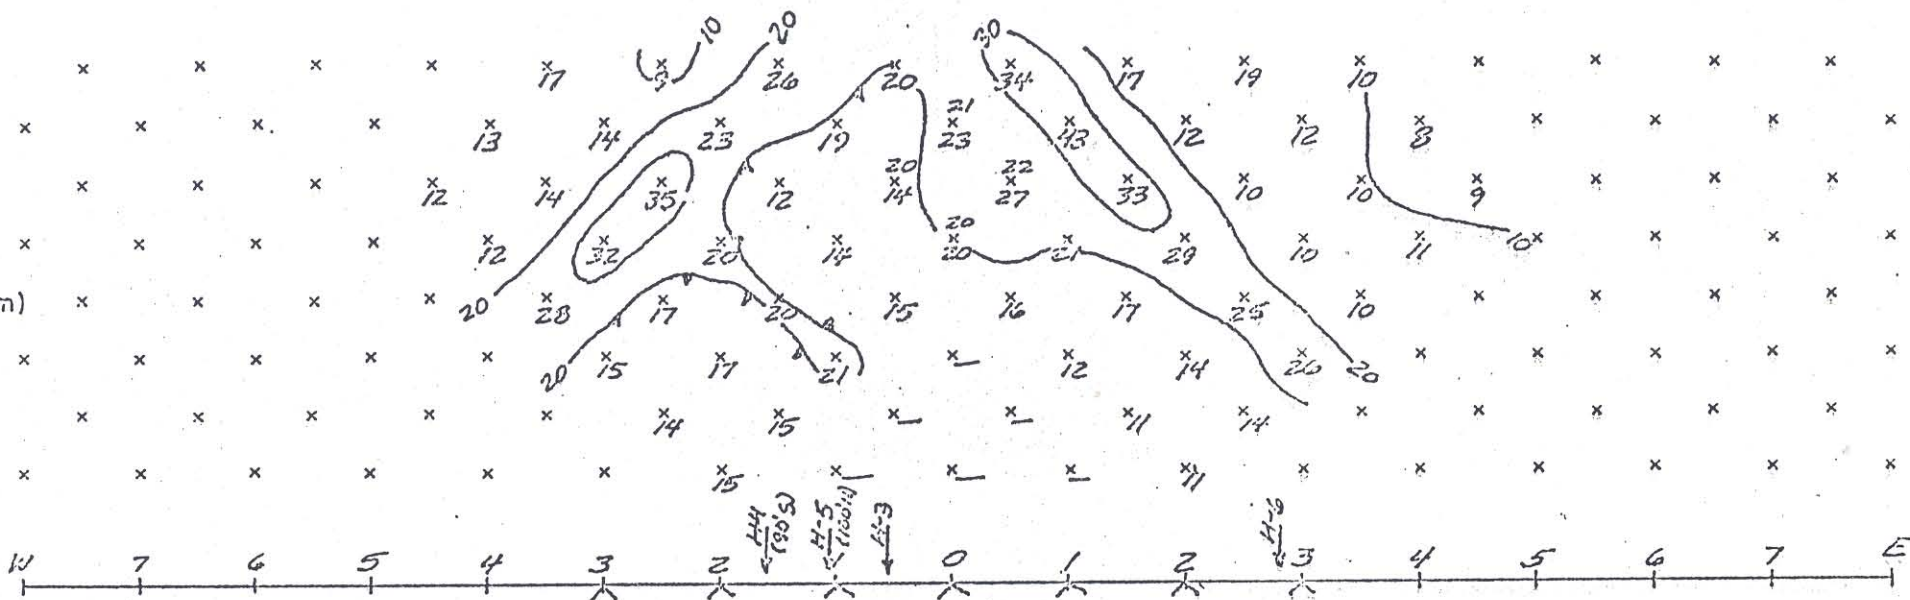 10 20 30
17 9 26 20 34 17 19 10
21
13 14 23 19 23 43 12 12 8
20 22
12 14 35 12 14 27 33 10 10 9
20
12 32 20 14 20 21 29 10 11 10
m)
20 28 17 20 15 16 17 25 10
20 15 17 21 — 12 14 26 20
14 15 — — 11 14
15 — — — 11
H-4 (90'S) H-5 (100'N) H-3 H-6
W 7 6 5 4 3 2 0 1 2 3 4 5 6 7 E